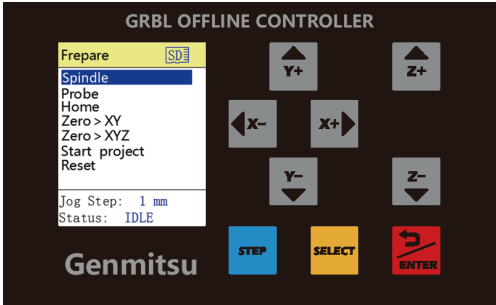 GRBL OFFLINE CONTROLLER
Frepare SD
Spindle
Probe
Home
Zero>XY
Zero>XYZ
Start project
Reset
Jog Step: 1 mm
Status: IDLE
Genmitsu
Y+
Z+
X-
X+
Y-
Z-
STEP
SELECT
ENTER